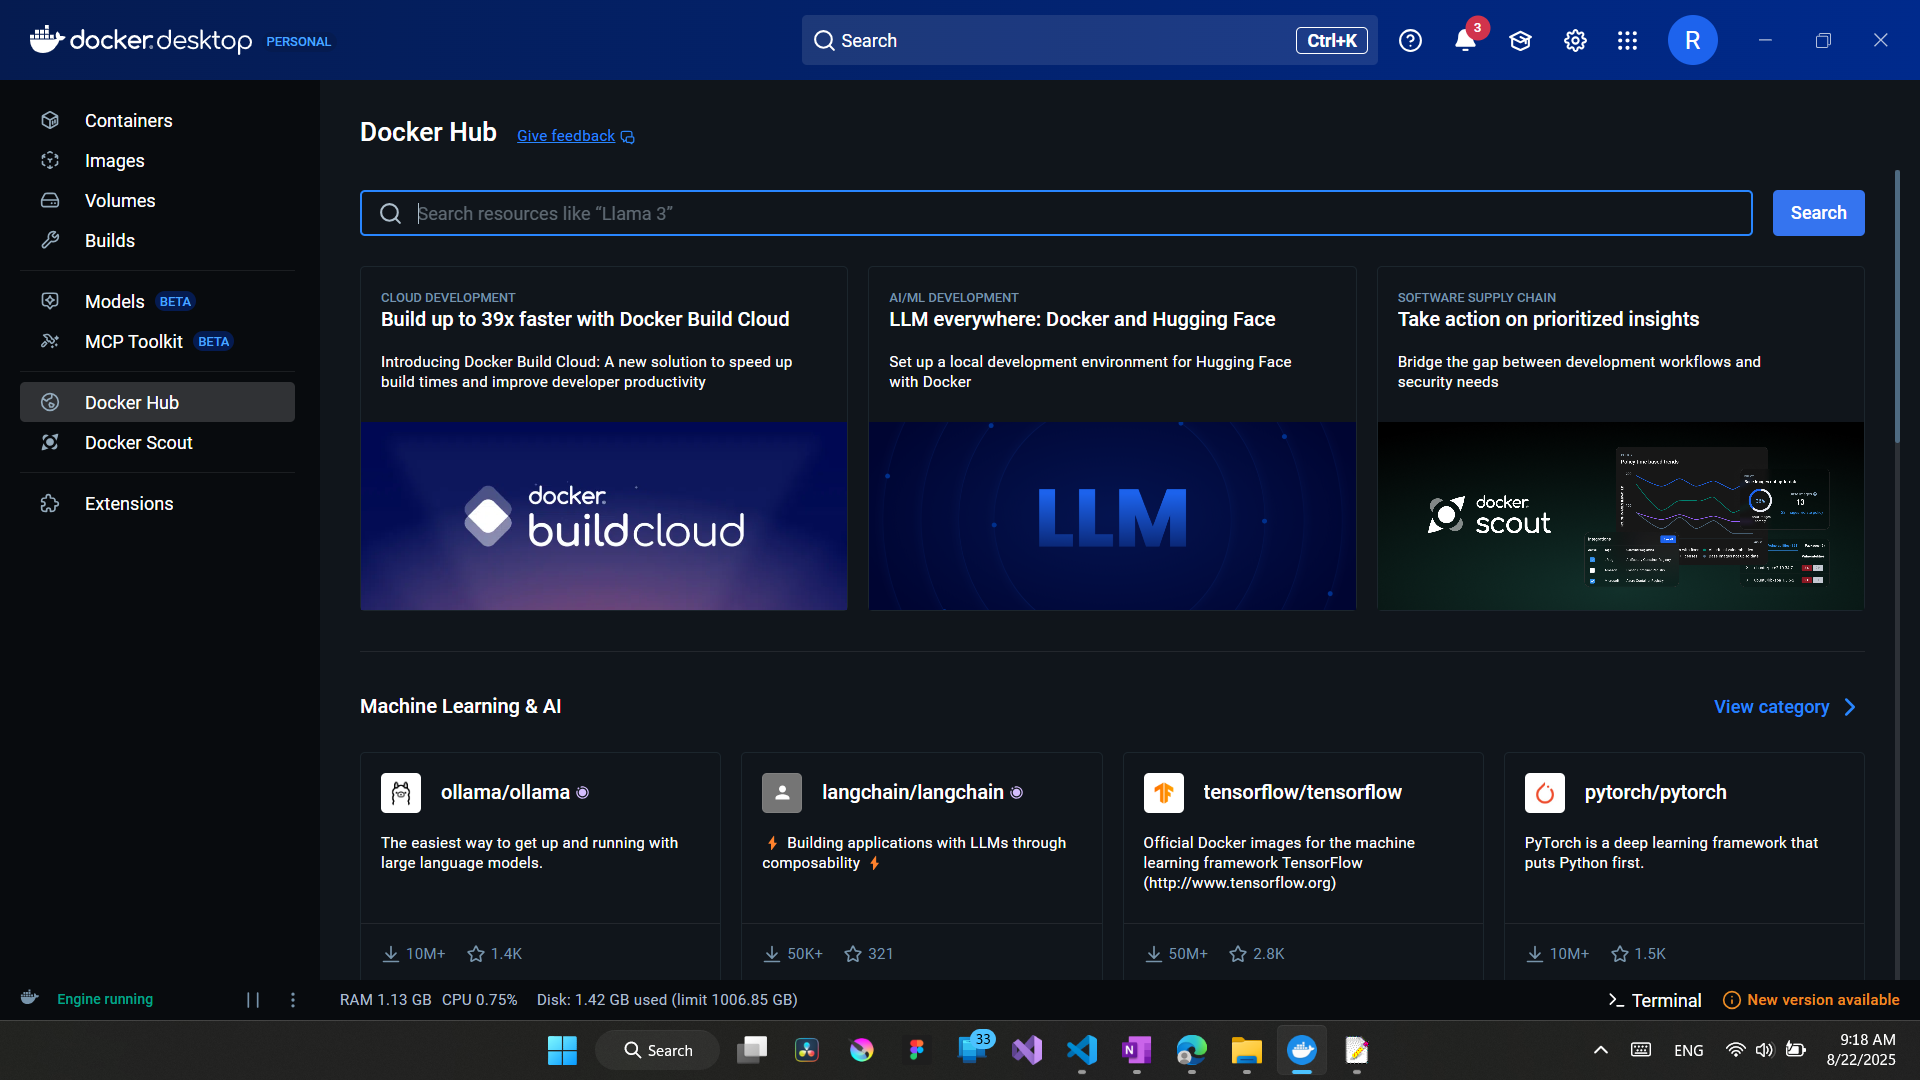 docker.desktop PERSONAL
Search
Ctrl+K
3
R
Containers
Images
Volumes
Builds
Models BETA
MCP Toolkit BETA
Docker Hub
Docker Scout
Extensions
Docker Hub
Give feedback
Search resources like “Llama 3”
Search
CLOUD DEVELOPMENT
Build up to 39x faster with Docker Build Cloud
Introducing Docker Build Cloud: A new solution to speed up
build times and improve developer productivity
docker.
buildcloud
AI/ML DEVELOPMENT
LLM everywhere: Docker and Hugging Face
Set up a local development environment for Hugging Face
with Docker
LLM
SOFTWARE SUPPLY CHAIN
Take action on prioritized insights
Bridge the gap between development workflows and
security needs
docker.
scout
Policy time based trends
13
Integrations
Machine Learning & AI
View category
ollama/ollama
The easiest way to get up and running with
large language models.
10M+ 1.4K
langchain/langchain
⚡ Building applications with LLMs through
composability ⚡
50K+ 321
tensorflow/tensorflow
Official Docker images for the machine
learning framework TensorFlow
(http://www.tensorflow.org)
50M+ 2.8K
pytorch/pytorch
PyTorch is a deep learning framework that
puts Python first.
10M+ 1.5K
Engine running
RAM 1.13 GB CPU 0.75% Disk: 1.42 GB used (limit 1006.85 GB)
Terminal
New version available
Search
33
ENG
9:18 AM
8/22/2025